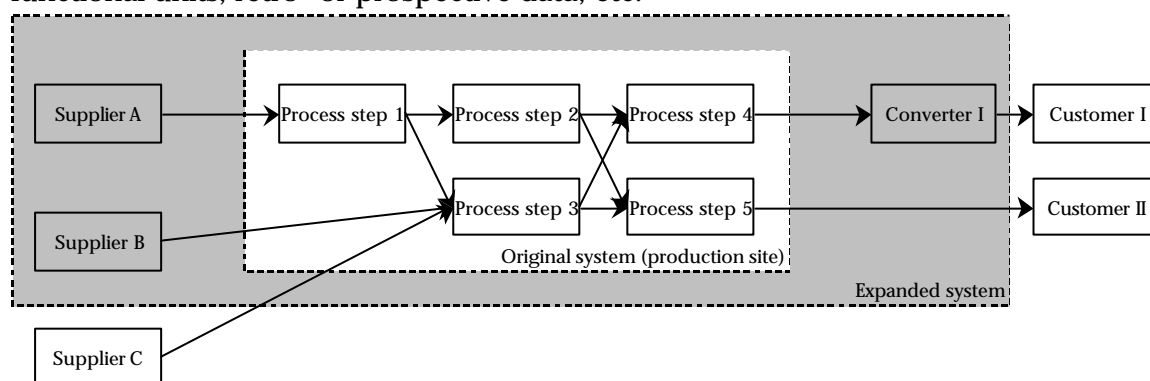 functional units, retro- or prospective data, etc.
Supplier A
Process step 1
Process step 2
Process step 4
Converter I
Customer I
Supplier B
Process step 3
Process step 5
Customer II
Original system (production site)
Expanded system
Supplier C